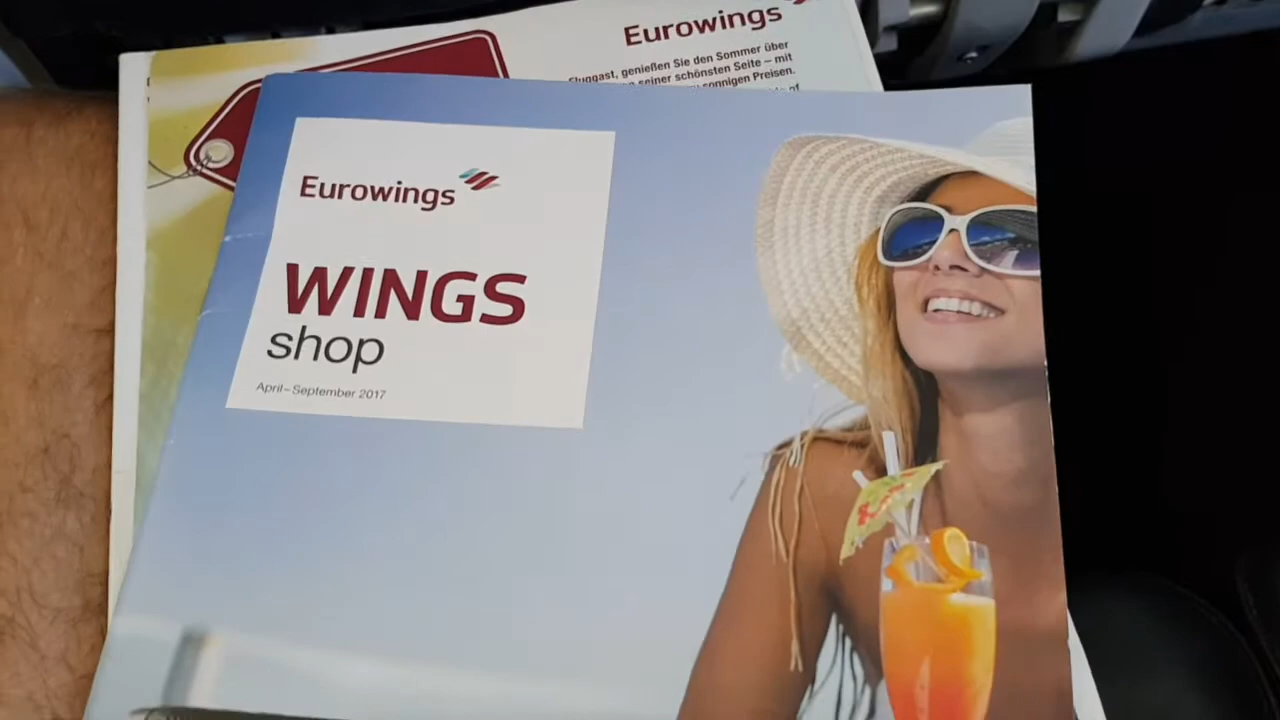 Eurowings
Fluggast, genießen Sie den Sommer über
seiner schönsten Seite – mit
sonnigen Preisen.
of
Eurowings
WINGS
shop
April–September 2017